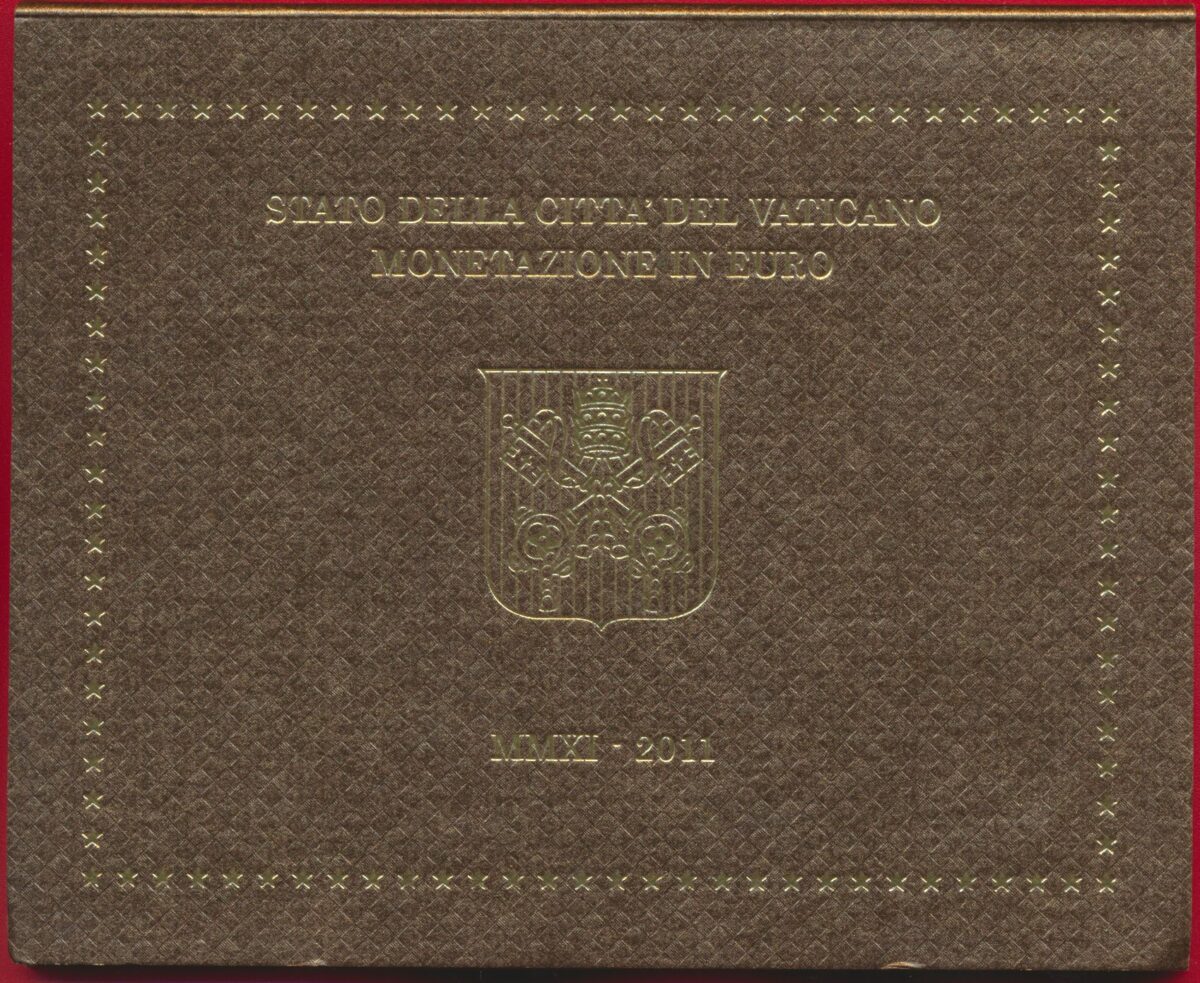 STATO DELLA CITTA' DEL VATICANO
MONETAZIONE IN EURO
MMXI - 2011